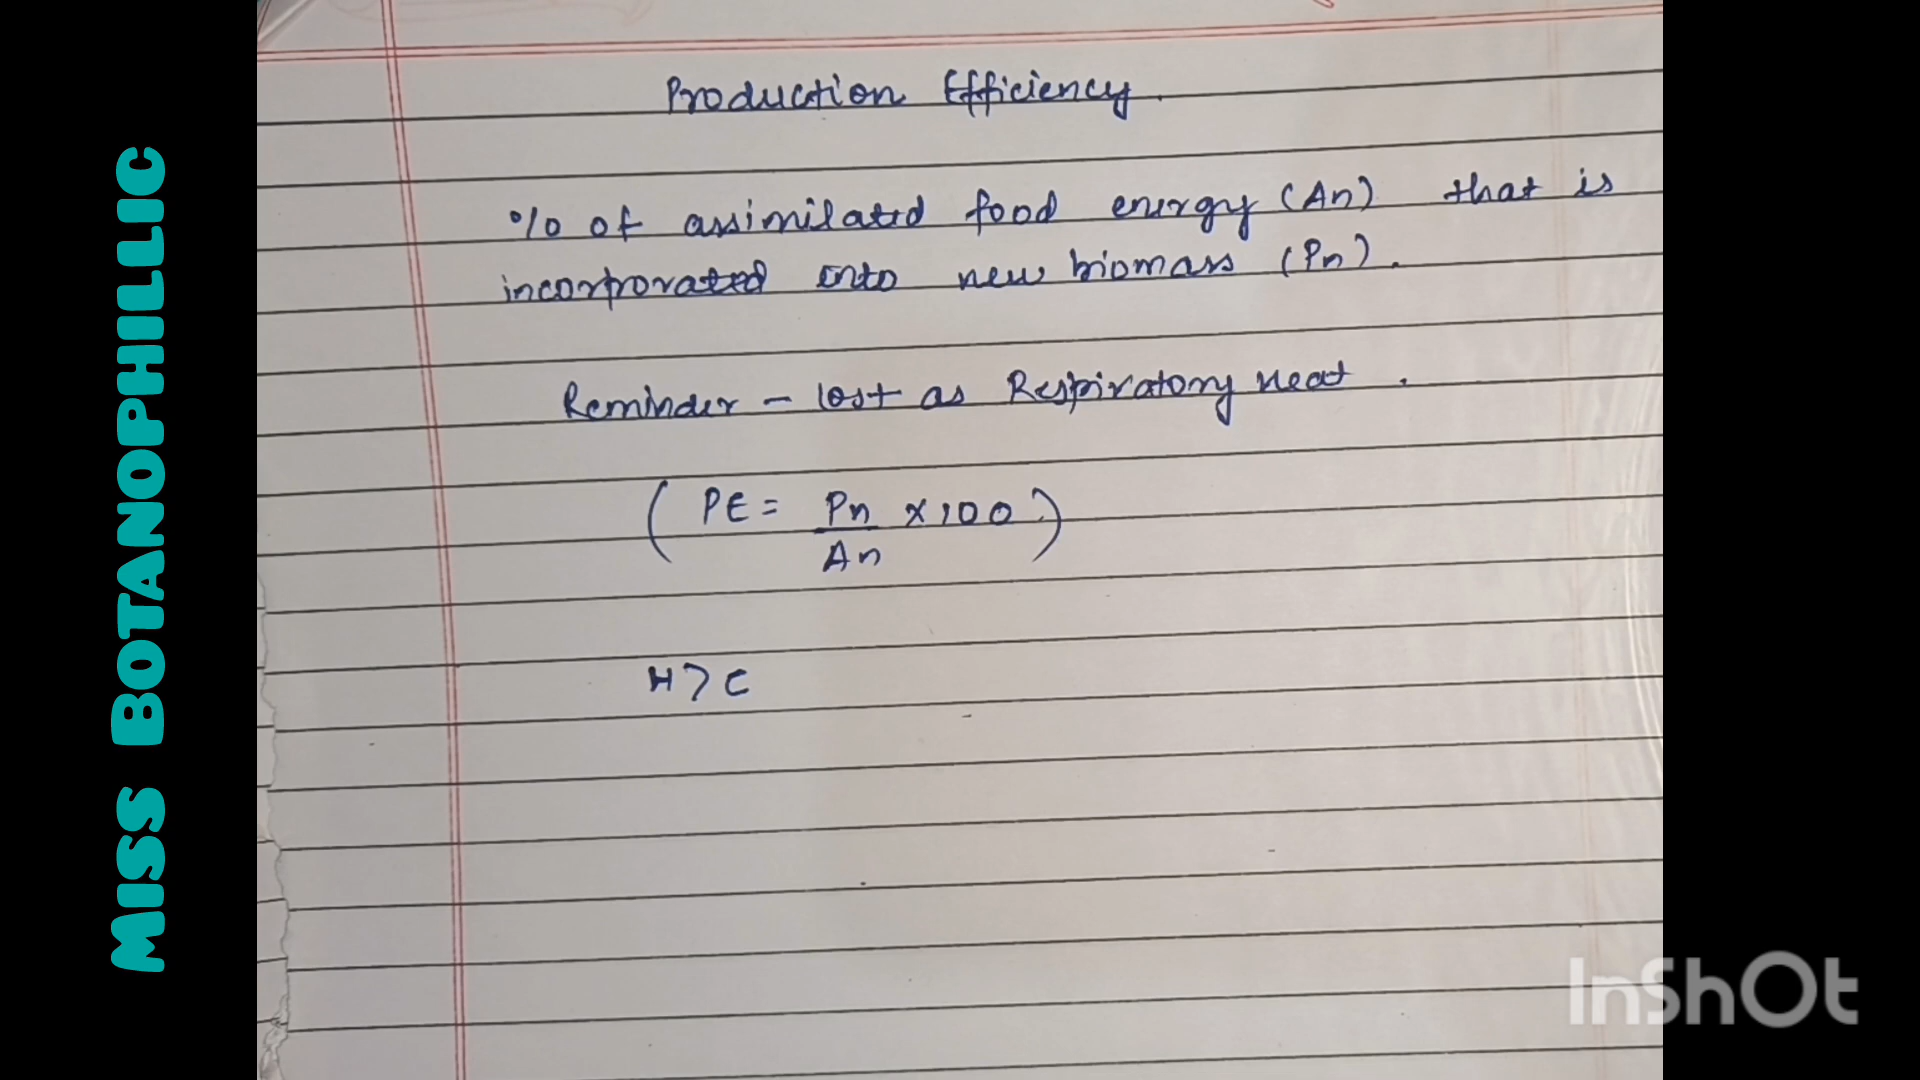 MISS BOTANOPHILLIC
Production Efficiency.
% of assimilated food energy (An) that is
incorporated into new biomass (Pn).
Reminder - lost as Respiratory heat.
( PE = Pn/An × 100 )
H > C
InShOt